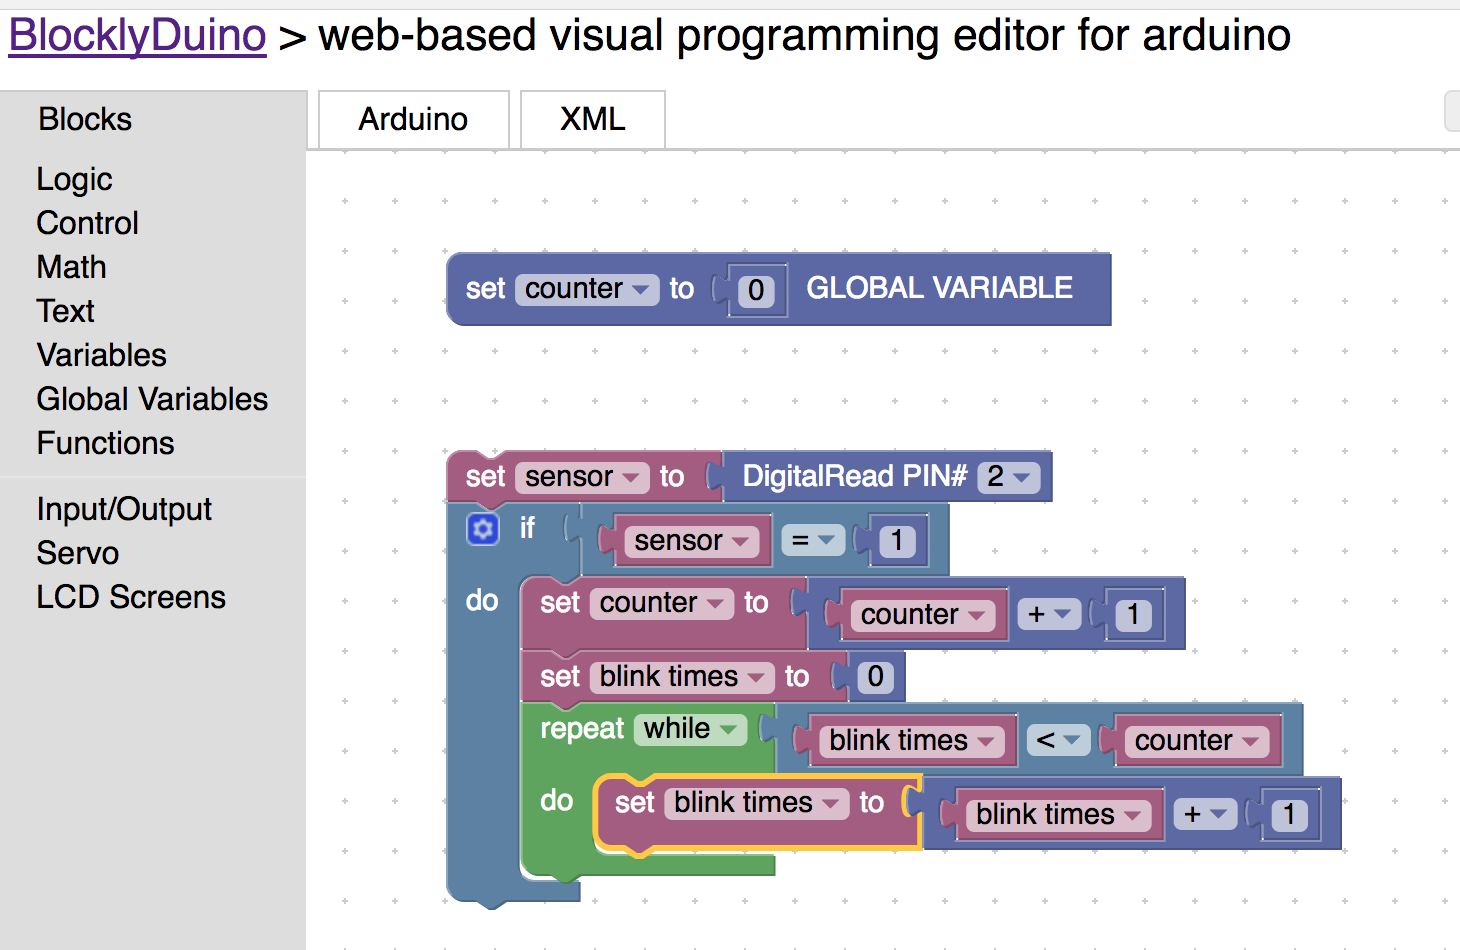 BlocklyDuino > web-based visual programming editor for arduino
Blocks
Arduino
XML
Logic
Control
Math
Text
Variables
Global Variables
Functions
Input/Output
Servo
LCD Screens
set counter to 0 GLOBAL VARIABLE
set sensor to DigitalRead PIN# 2
if sensor = 1
do set counter to counter + 1
set blink times to 0
repeat while blink times < counter
do set blink times to blink times + 1